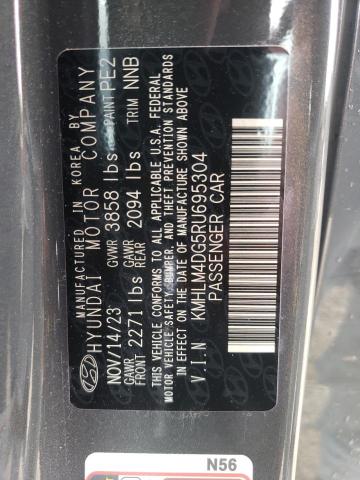 MANUFACTURED IN KOREA BY
HYUNDAI MOTOR COMPANY
NOV/14/23 GVWR 3858 lbs PAINT PE2
GAWR FRONT 2271 lbs GAWR REAR 2094 lbs TRIM NNB
THIS VEHICLE CONFORMS TO ALL APPLICABLE U.S.A. FEDERAL
MOTOR VEHICLE SAFETY, BUMPER, AND THEFT PREVENTION STANDARDS
IN EFFECT ON THE DATE OF MANUFACTURE SHOWN ABOVE.
V.I.N KMHLM4DG5RU695304
PASSENGER CAR
N56